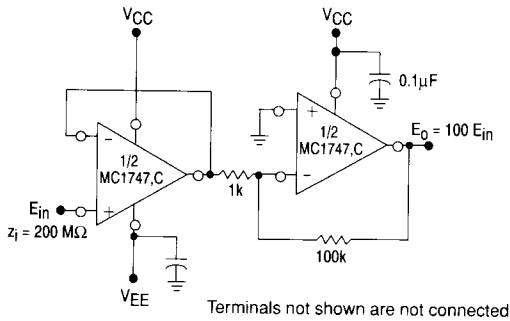 VCC
VCC
0.1µF
+
1/2
MC1747,C
−
Eo = 100 Ein
−
1/2
MC1747,C
+
1k
Ein
zi = 200 MΩ
100k
VEE
Terminals not shown are not connected